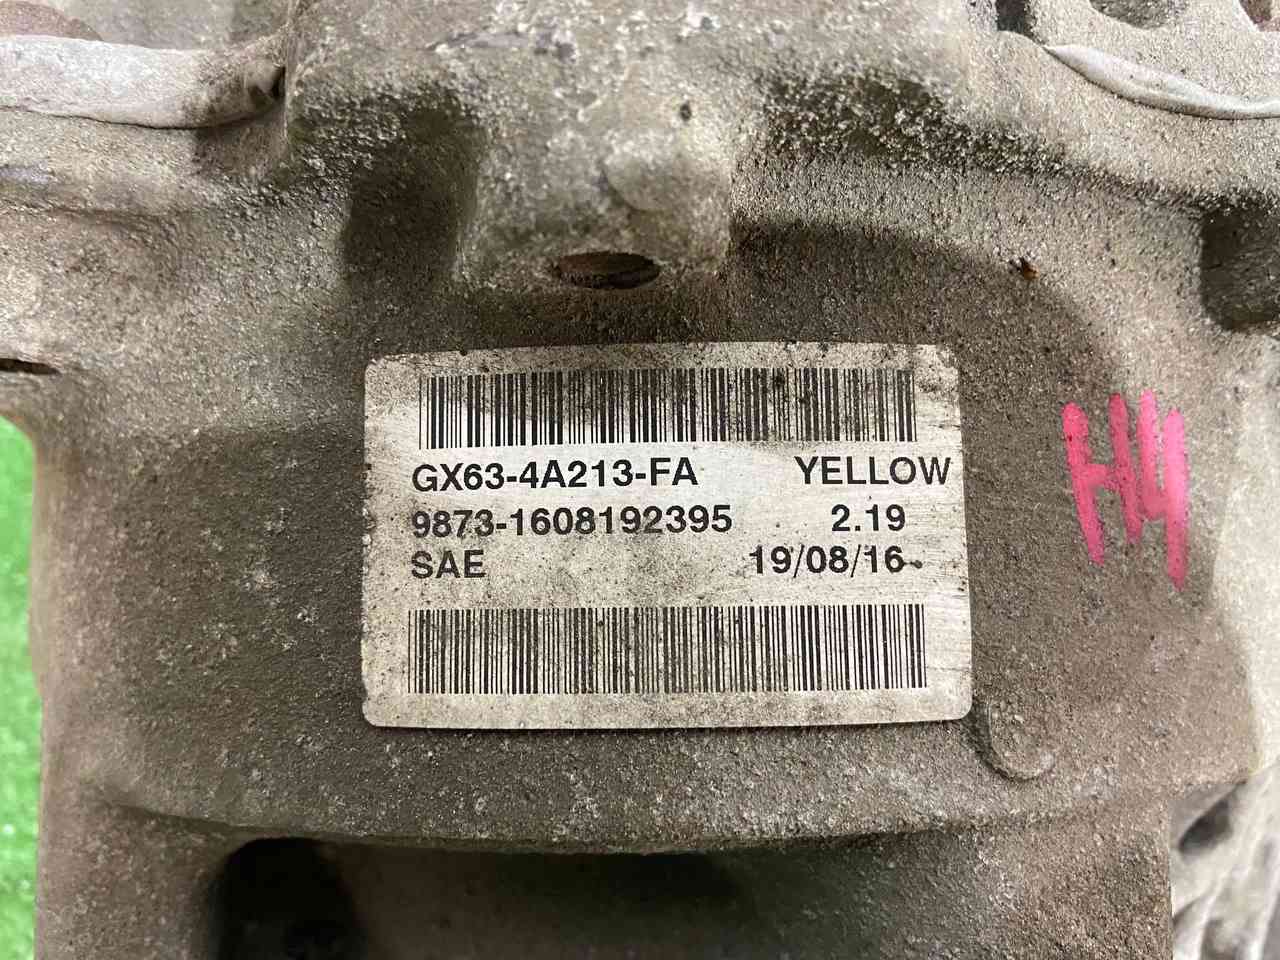 GX63-4A213-FA YELLOW
9873-1608192395 2.19
SAE 19/08/16
H4